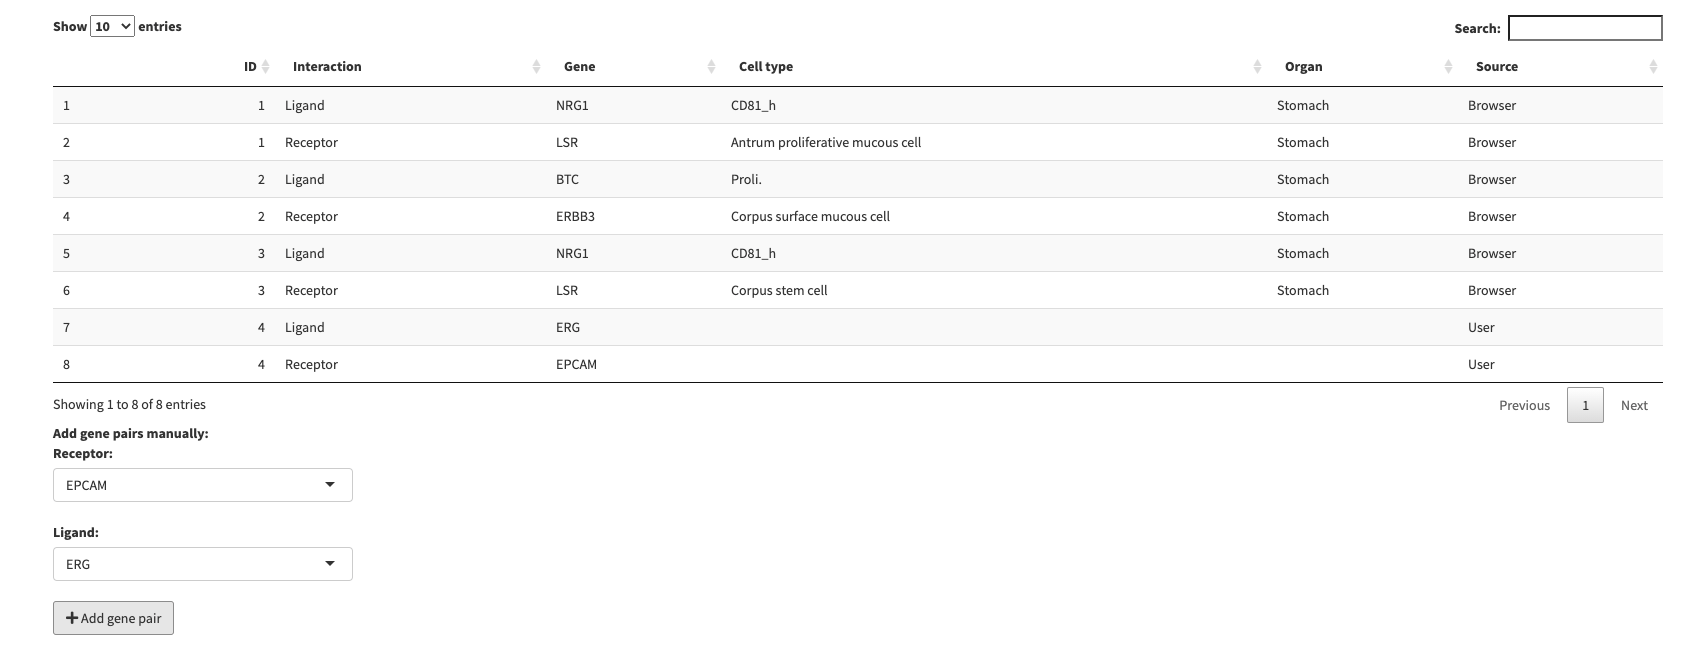 Show 10 entries
Search:
ID Interaction Gene Cell type Organ Source
1 1 Ligand NRG1 CD81_h Stomach Browser
2 1 Receptor LSR Antrum proliferative mucous cell Stomach Browser
3 2 Ligand BTC Proli. Stomach Browser
4 2 Receptor ERBB3 Corpus surface mucous cell Stomach Browser
5 3 Ligand NRG1 CD81_h Stomach Browser
6 3 Receptor LSR Corpus stem cell Stomach Browser
7 4 Ligand ERG User
8 4 Receptor EPCAM User
Showing 1 to 8 of 8 entries
Previous 1 Next
Add gene pairs manually:
Receptor:
EPCAM
Ligand:
ERG
Add gene pair